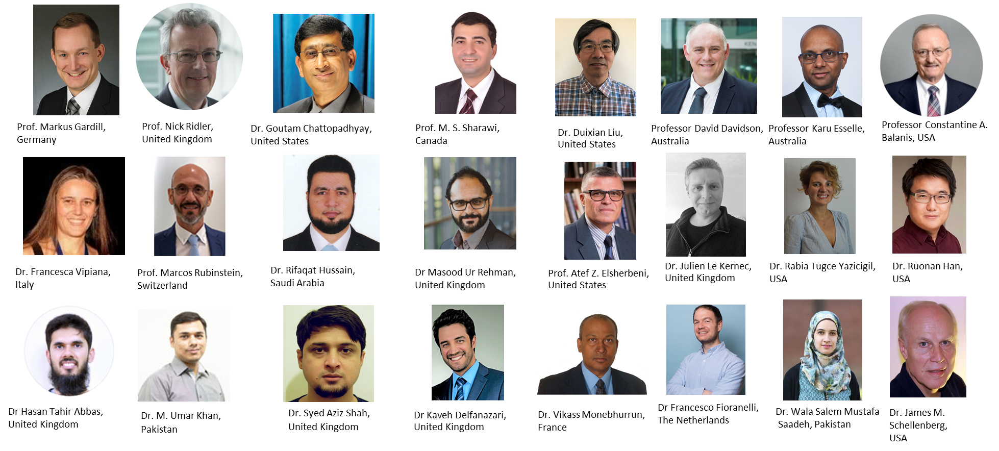 KEN
Prof. Markus Gardill,
Germany
Prof. Nick Ridler,
United Kingdom
Dr. Goutam Chattopadhyay,
United States
Prof. M. S. Sharawi,
Canada
Dr. Duixian Liu,
United States
Professor David Davidson,
Australia
Professor Karu Esselle,
Australia
Professor Constantine A.
Balanis, USA
Dr. Francesca Vipiana,
Italy
Prof. Marcos Rubinstein,
Switzerland
Dr. Rifaqat Hussain,
Saudi Arabia
Dr Masood Ur Rehman,
United Kingdom
Prof. Atef Z. Elsherbeni,
United States
Dr. Julien Le Kernec,
United Kingdom
Dr. Rabia Tugce Yazicigil,
USA
Dr. Ruonan Han,
USA
Dr Hasan Tahir Abbas,
United Kingdom
Dr. M. Umar Khan,
Pakistan
Dr. Syed Aziz Shah,
United Kingdom
Dr Kaveh Delfanazari,
United Kingdom
Dr. Vikass Monebhurrun,
France
Dr Francesco Fioranelli,
The Netherlands
Dr. Wala Salem Mustafa
Saadeh, Pakistan
Dr. James M.
Schellenberg,
USA